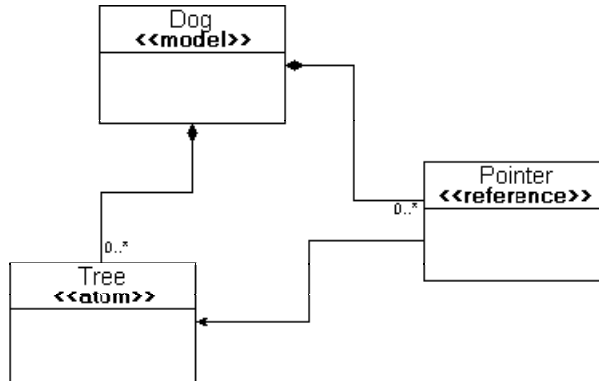 Dog
<<model>>
Pointer
<<reference>>
0..*
0..*
Tree
<<atom>>